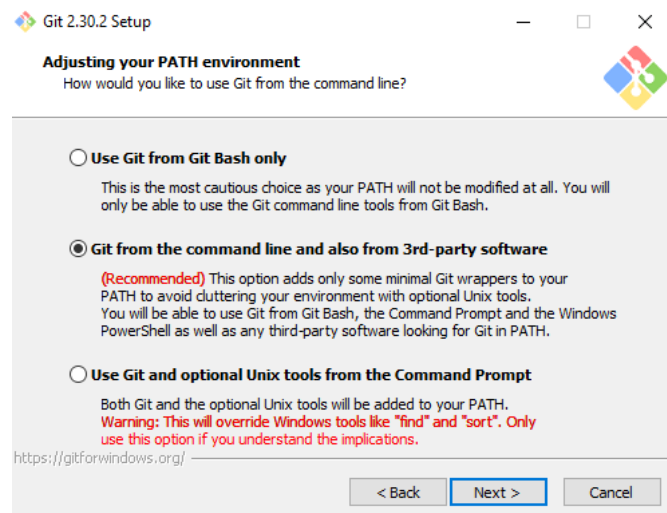 Git 2.30.2 Setup
Adjusting your PATH environment
How would you like to use Git from the command line?
Use Git from Git Bash only
This is the most cautious choice as your PATH will not be modified at all. You will
only be able to use the Git command line tools from Git Bash.
Git from the command line and also from 3rd-party software
(Recommended) This option adds only some minimal Git wrappers to your
PATH to avoid cluttering your environment with optional Unix tools.
You will be able to use Git from Git Bash, the Command Prompt and the Windows
PowerShell as well as any third-party software looking for Git in PATH.
Use Git and optional Unix tools from the Command Prompt
Both Git and the optional Unix tools will be added to your PATH.
Warning: This will override Windows tools like "find" and "sort". Only
use this option if you understand the implications.
https://gitforwindows.org/
< Back Next > Cancel